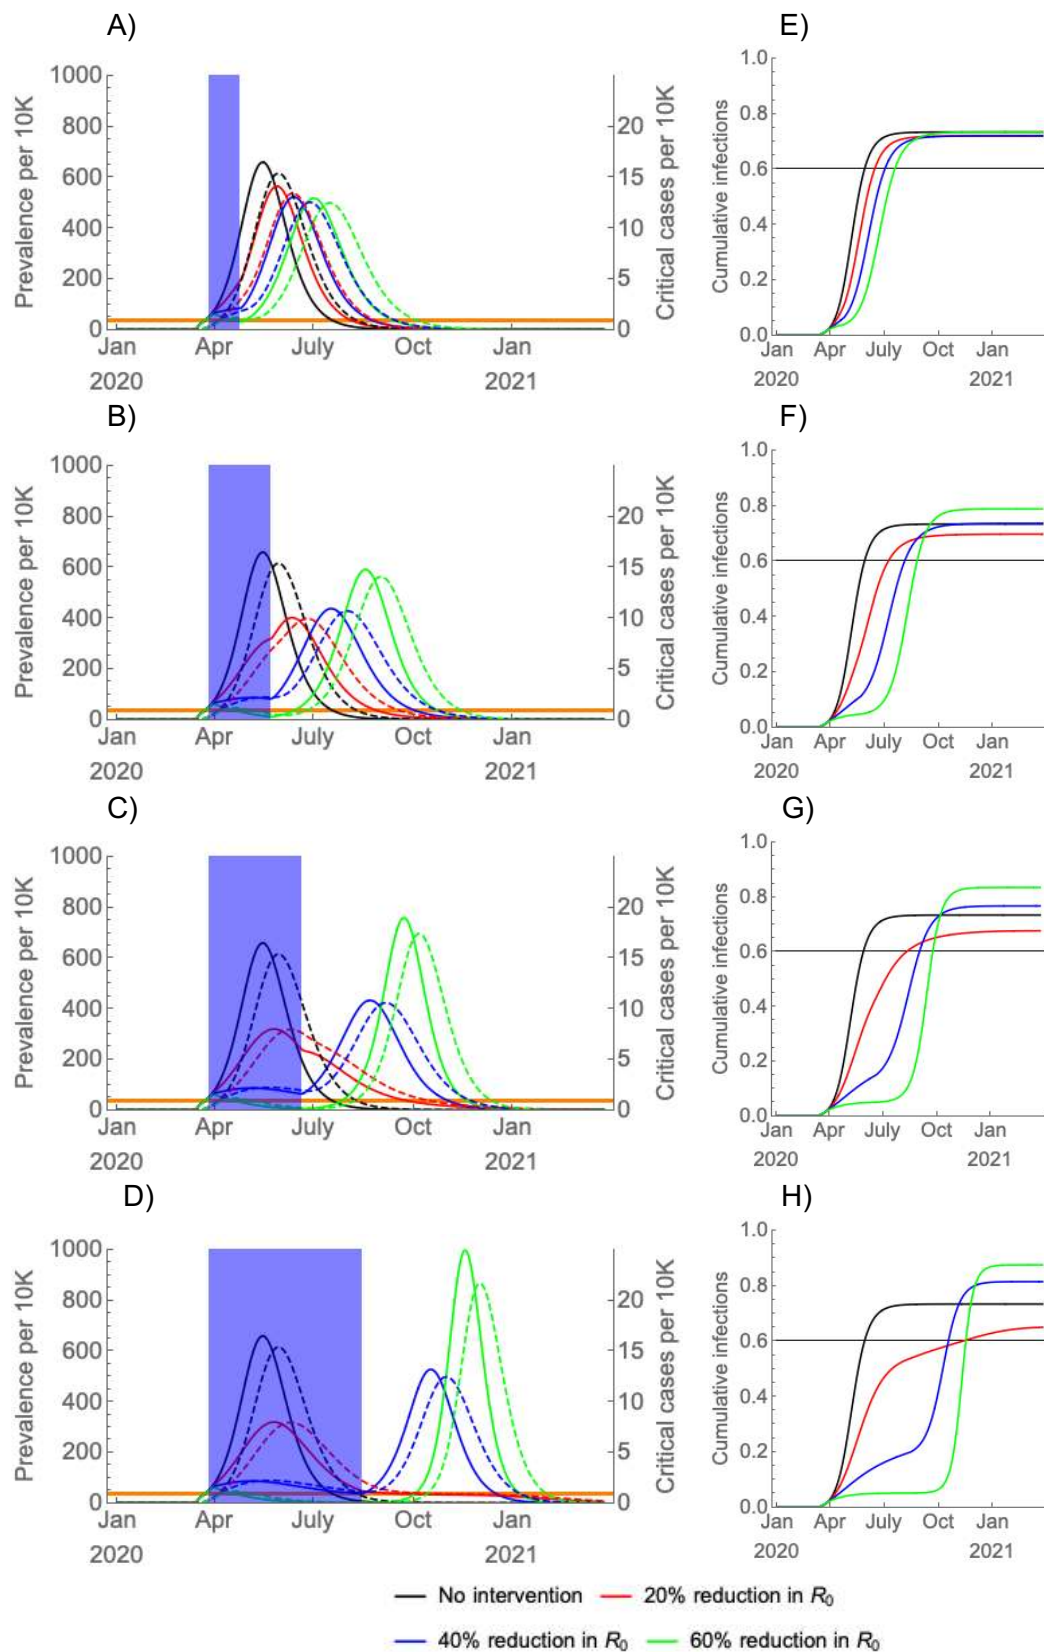 A)
Prevalence per 10K
1000
800
600
400
200
0
Critical cases per 10K
20
15
10
5
0
Jan Apr July Oct Jan
2020 2021
E)
Cumulative infections
1.0
0.8
0.6
0.4
0.2
0.0
Jan Apr July Oct Jan
2020 2021
B)
Prevalence per 10K
1000
800
600
400
200
0
Critical cases per 10K
20
15
10
5
0
Jan Apr July Oct Jan
2020 2021
F)
Cumulative infections
1.0
0.8
0.6
0.4
0.2
0.0
Jan Apr July Oct Jan
2020 2021
C)
Prevalence per 10K
1000
800
600
400
200
0
Critical cases per 10K
20
15
10
5
0
Jan Apr July Oct Jan
2020 2021
G)
Cumulative infections
1.0
0.8
0.6
0.4
0.2
0.0
Jan Apr July Oct Jan
2020 2021
D)
Prevalence per 10K
1000
800
600
400
200
0
Critical cases per 10K
20
15
10
5
0
Jan Apr July Oct Jan
2020 2021
H)
Cumulative infections
1.0
0.8
0.6
0.4
0.2
0.0
Jan Apr July Oct Jan
2020 2021
No intervention 20% reduction in R0
40% reduction in R0 60% reduction in R0